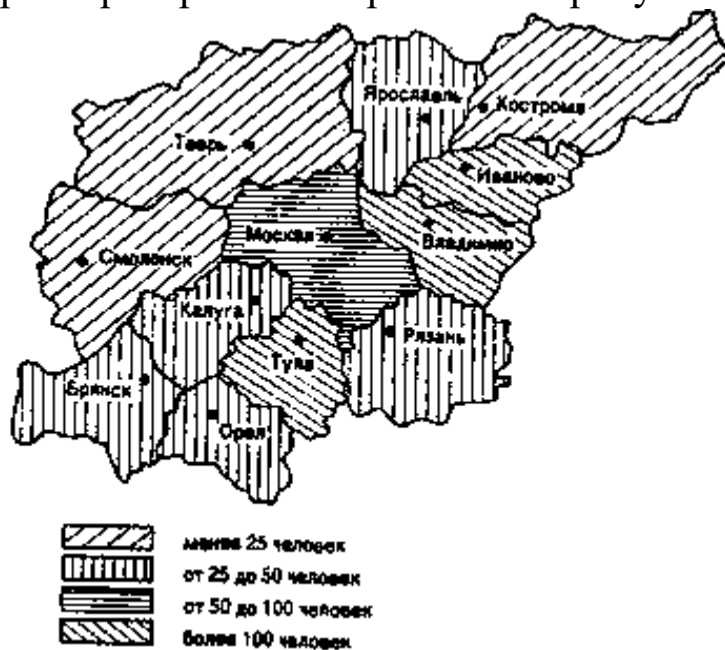 Ярославль
Кострома
Тверь
Иваново
Москва
Владимир
Смоленск
Калуга
Рязань
Тула
Брянск
Орел
менее 25 человек
от 25 до 50 человек
от 50 до 100 человек
более 100 человек